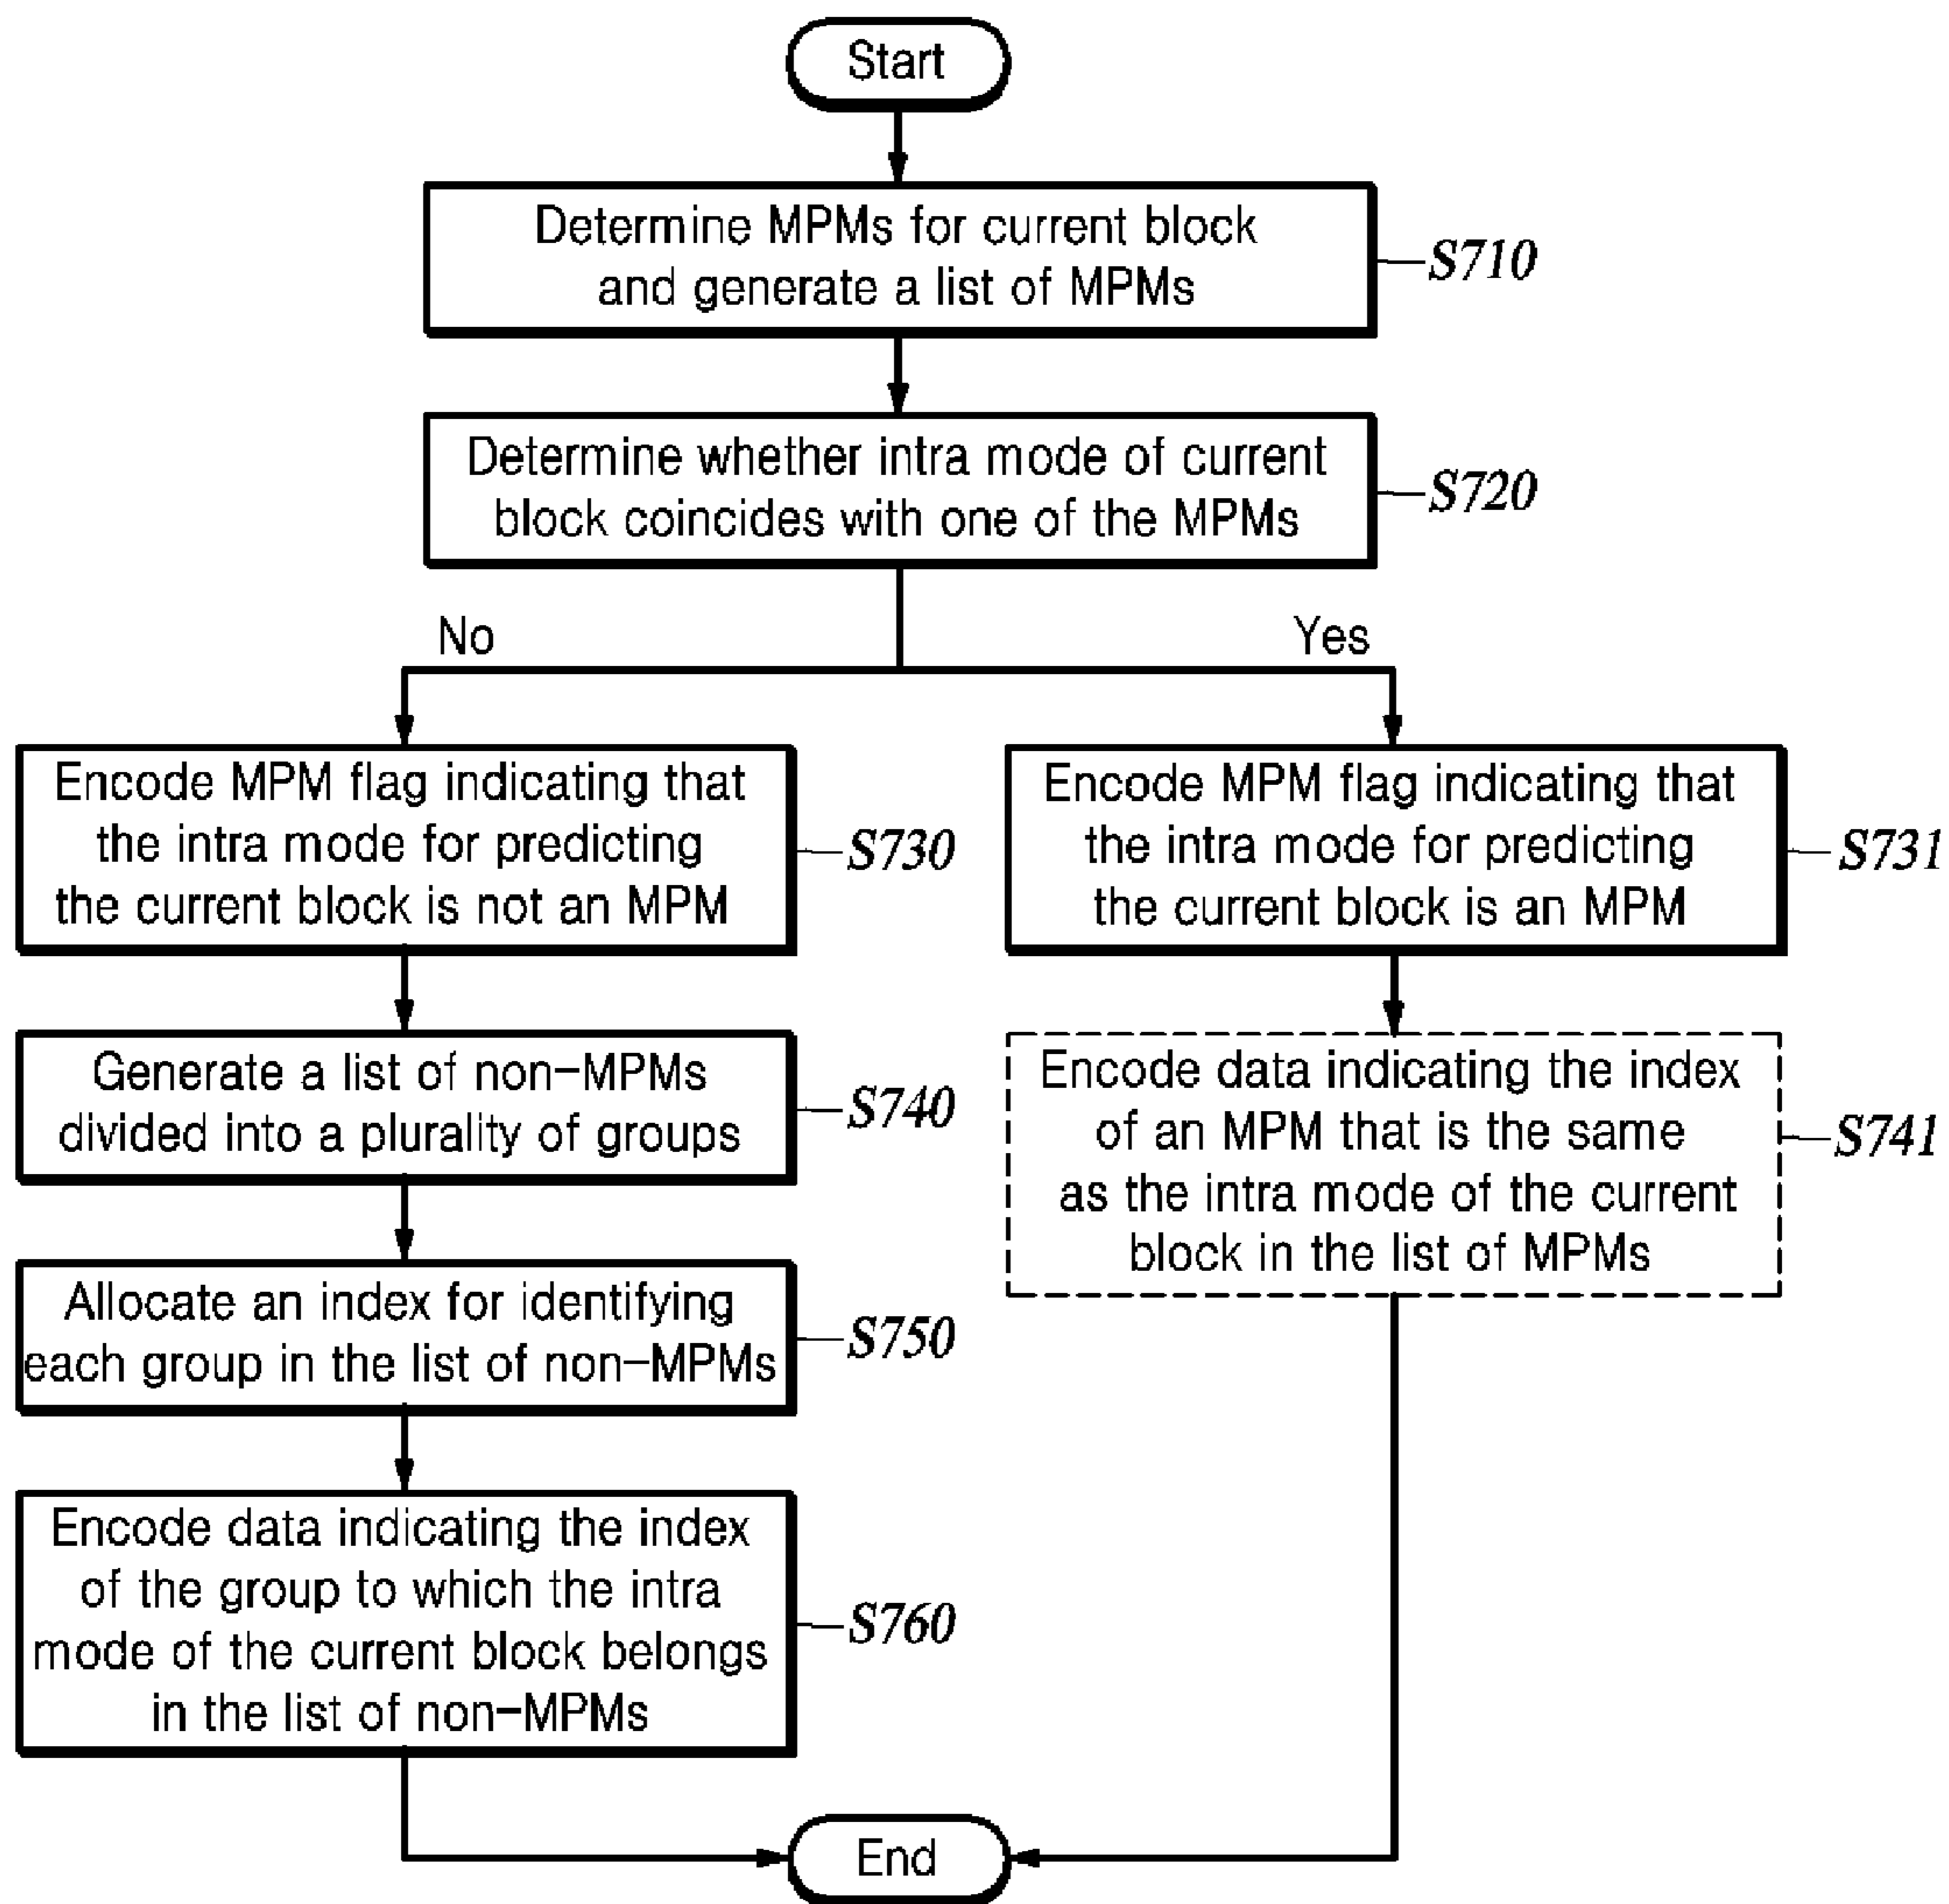 Start
Determine MPMs for current block
and generate a list of MPMs
S710
Determine whether intra mode of current
block coincides with one of the MPMs
S720
No
Yes
Encode MPM flag indicating that
the intra mode for predicting
the current block is not an MPM
S730
Encode MPM flag indicating that
the intra mode for predicting
the current block is an MPM
S731
Generate a list of non-MPMs
divided into a plurality of groups
S740
Encode data indicating the index
of an MPM that is the same
as the intra mode of the current
block in the list of MPMs
S741
Allocate an index for identifying
each group in the list of non-MPMs
S750
Encode data indicating the index
of the group to which the intra
mode of the current block belongs
in the list of non-MPMs
S760
End